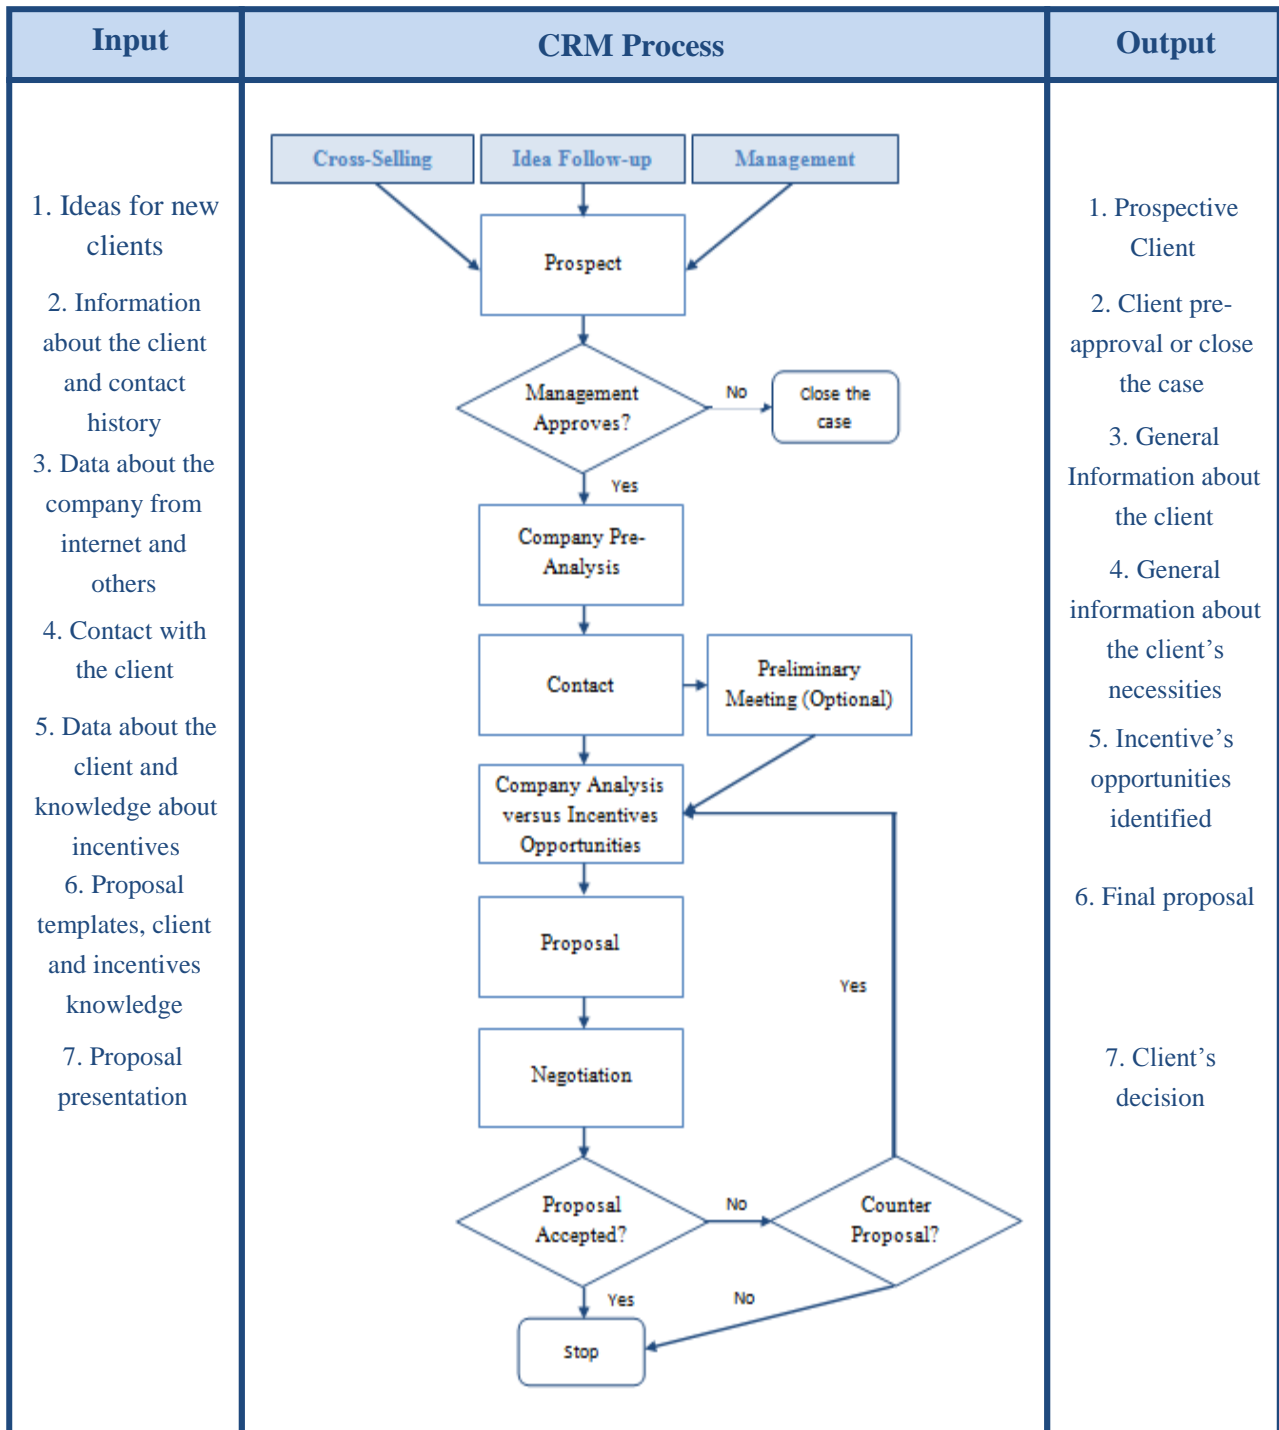 Input
CRM Process
Output
1. Ideas for new
clients
2. Information
about the client
and contact
history
3. Data about the
company from
internet and
others
4. Contact with
the client
5. Data about the
client and
knowledge about
incentives
6. Proposal
templates, client
and incentives
knowledge
7. Proposal
presentation
Cross-Selling
Idea Follow-up
Management
Prospect
Management
Approves?
No
Close the
case
Yes
Company Pre-
Analysis
Contact
Preliminary
Meeting (Optional)
Company Analysis
versus Incentives
Opportunities
Proposal
Yes
Negotiation
Proposal
Accepted?
No
Counter
Proposal?
Yes
No
Stop
1. Prospective
Client
2. Client pre-
approval or close
the case
3. General
Information about
the client
4. General
information about
the client’s
necessities
5. Incentive’s
opportunities
identified
6. Final proposal
7. Client’s
decision